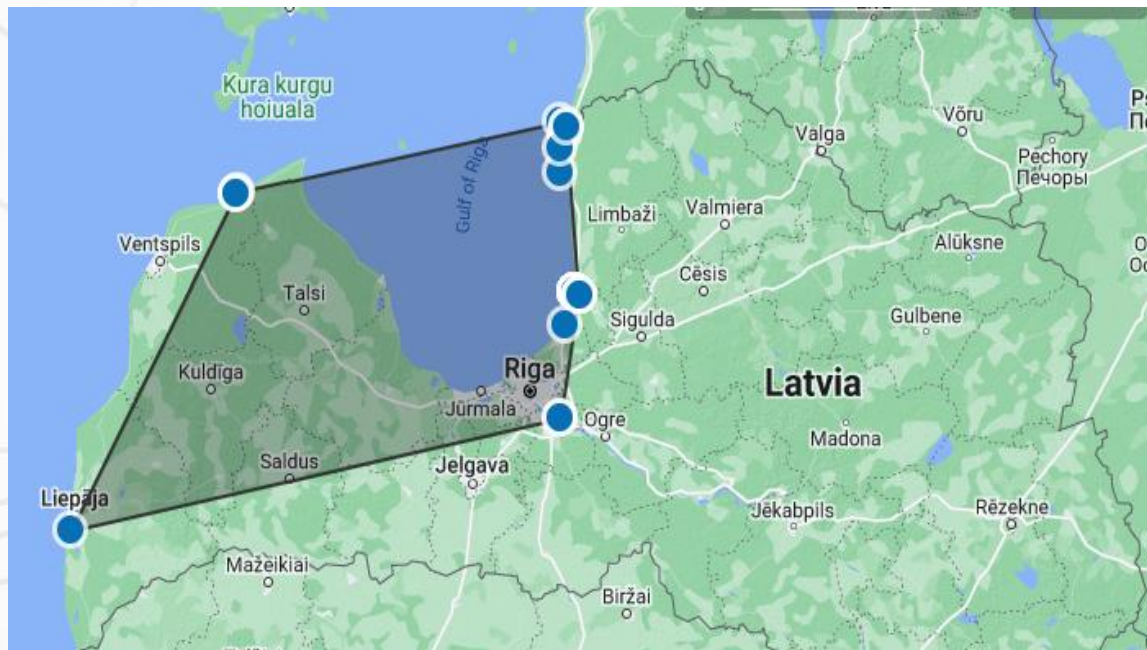 Kura kurgu
hoiuala
Gulf of Riga
Valga
Võru
Pechory
Печоры
Limbaži
Valmiera
Ventspils
Alūksne
Talsi
Cēsis
Sigulda
Gulbene
Kuldīga
Riga
Jūrmala
Latvia
Ogre
Madona
Saldus
Jelgava
Liepāja
Jēkabpils
Rēzekne
Mažeikiai
Biržai